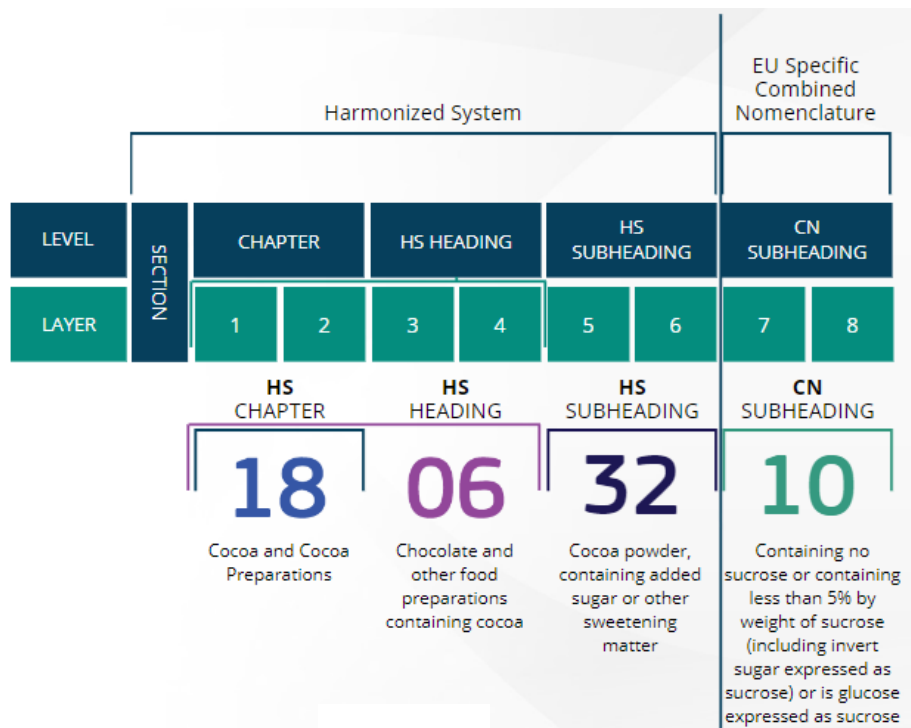 EU Specific
Combined
Nomenclature
Harmonized System
LEVEL
SECTION
CHAPTER
HS HEADING
HS
SUBHEADING
CN
SUBHEADING
LAYER
1
2
3
4
5
6
7
8
HS
CHAPTER
HS
HEADING
HS
SUBHEADING
CN
SUBHEADING
18
06
32
10
Cocoa and Cocoa
Preparations
Chocolate and
other food
preparations
containing cocoa
Cocoa powder,
containing added
sugar or other
sweetening
matter
Containing no
sucrose or containing
less than 5% by
weight of sucrose
(including invert
sugar expressed as
sucrose) or is glucose
expressed as sucrose